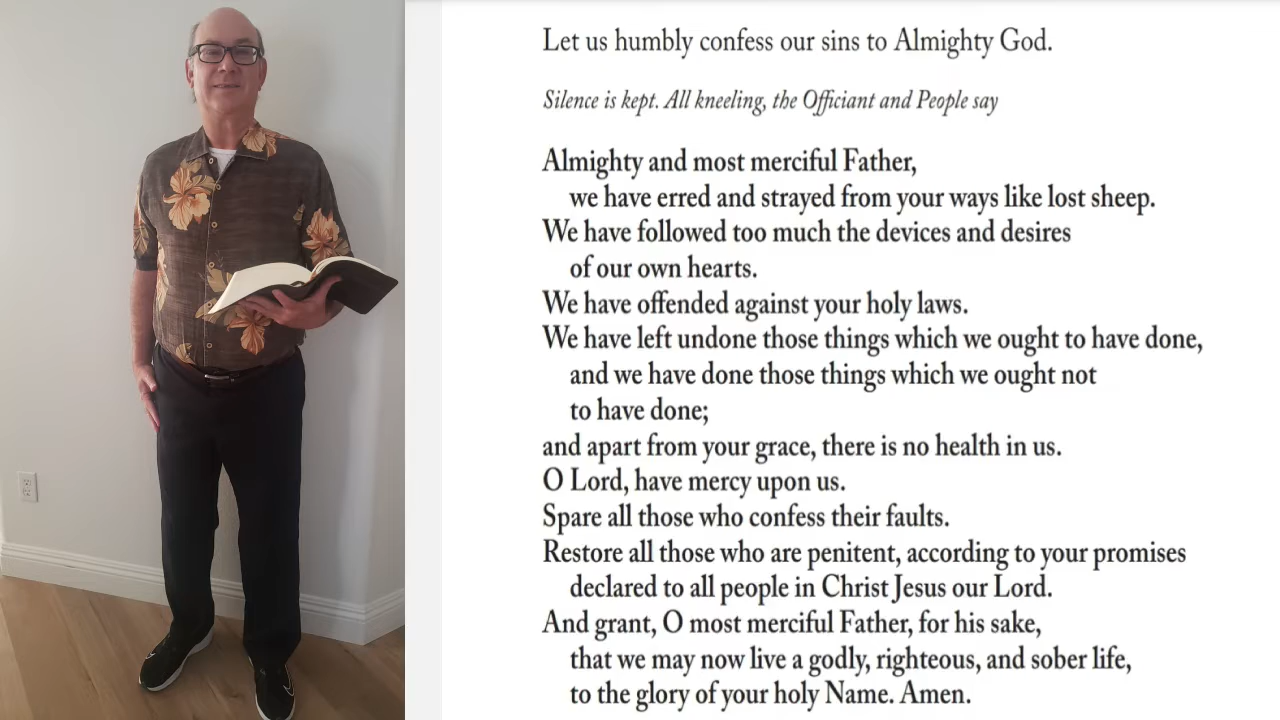 Let us humbly confess our sins to Almighty God.
Silence is kept. All kneeling, the Officiant and People say
Almighty and most merciful Father,
we have erred and strayed from your ways like lost sheep.
We have followed too much the devices and desires
of our own hearts.
We have offended against your holy laws.
We have left undone those things which we ought to have done,
and we have done those things which we ought not
to have done;
and apart from your grace, there is no health in us.
O Lord, have mercy upon us.
Spare all those who confess their faults.
Restore all those who are penitent, according to your promises
declared to all people in Christ Jesus our Lord.
And grant, O most merciful Father, for his sake,
that we may now live a godly, righteous, and sober life,
to the glory of your holy Name. Amen.